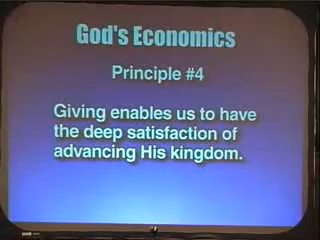 God's Economics
Principle #4
Giving enables us to have
the deep satisfaction of
advancing His kingdom.